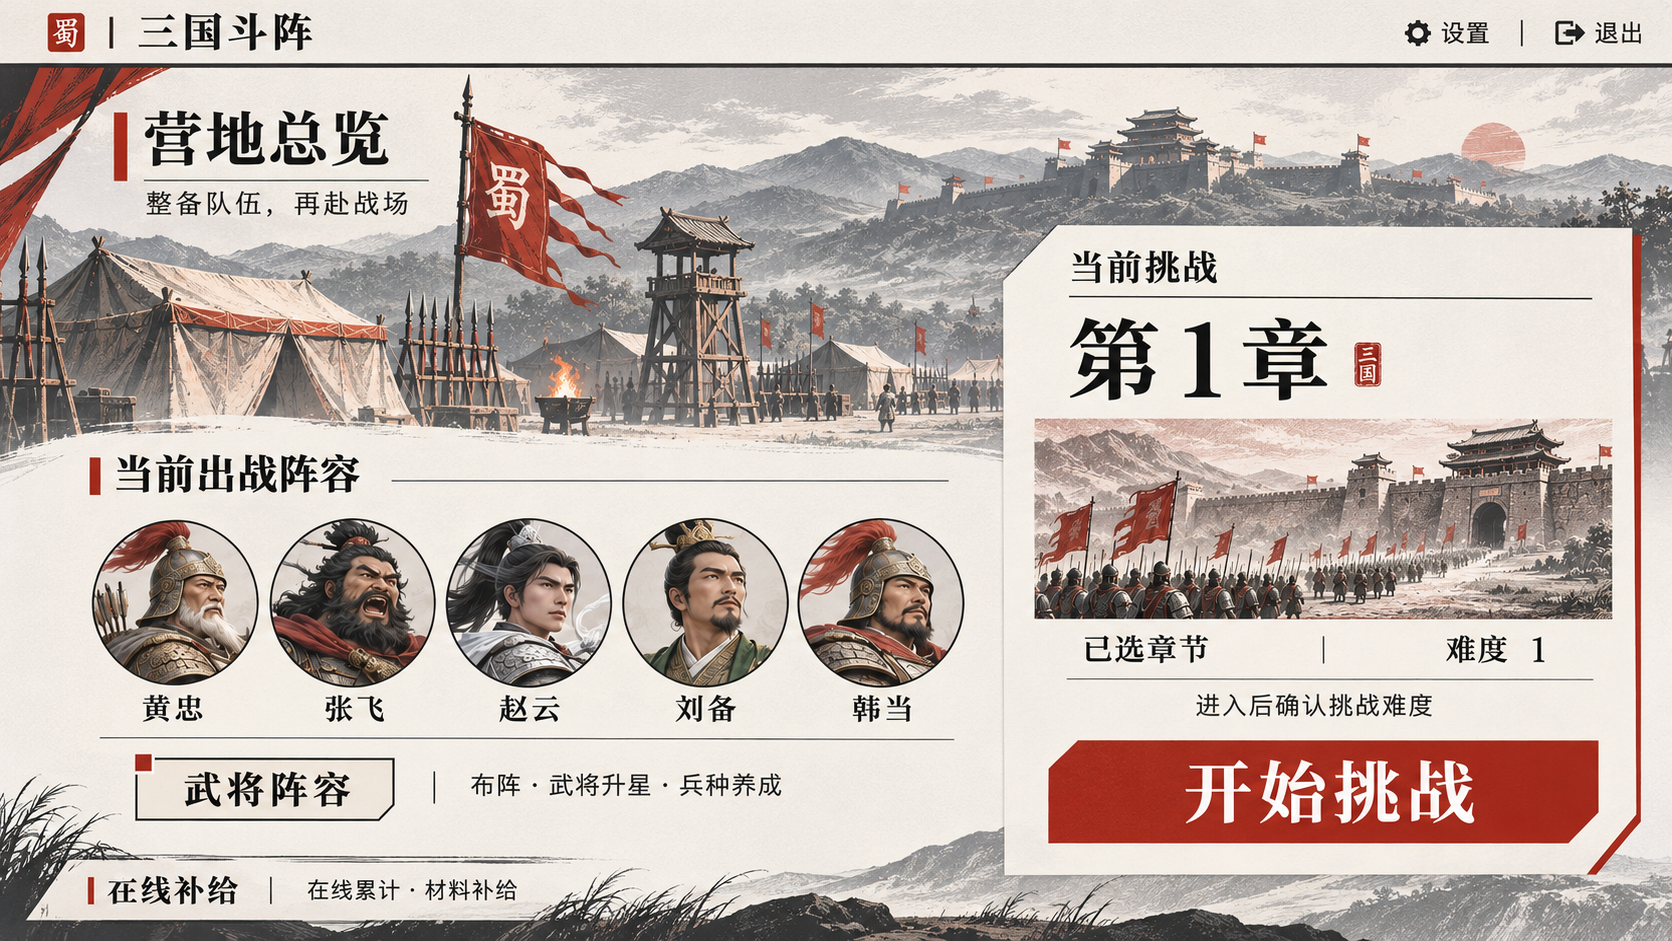 蜀 三国斗阵
设置 退出
营地总览
整备队伍，再赴战场
蜀
当前挑战
第1章 三国
当前出战阵容
黄忠 张飞 赵云 刘备 韩当
已选章节 难度 1
进入后确认挑战难度
武将阵容 布阵·武将升星·兵种养成
开始挑战
在线补给 在线累计·材料补给